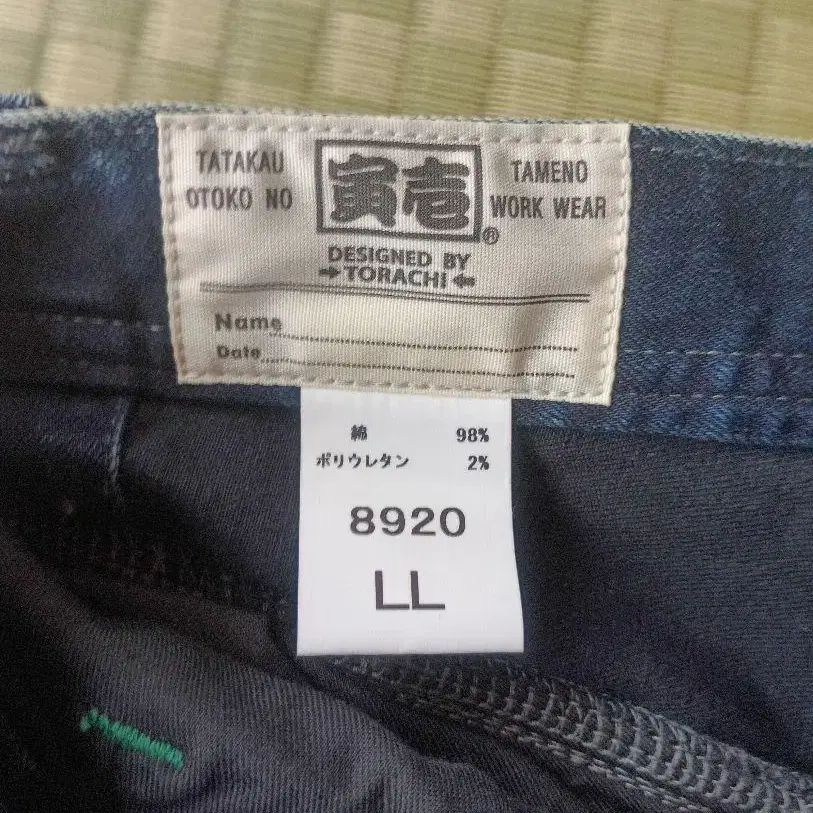 TATAKAU
OTOKO NO
寅壱
®
TAMENO
WORK WEAR
DESIGNED BY
→TORACHI←
Name
Date
綿 98%
ポリウレタン 2%
8920
LL